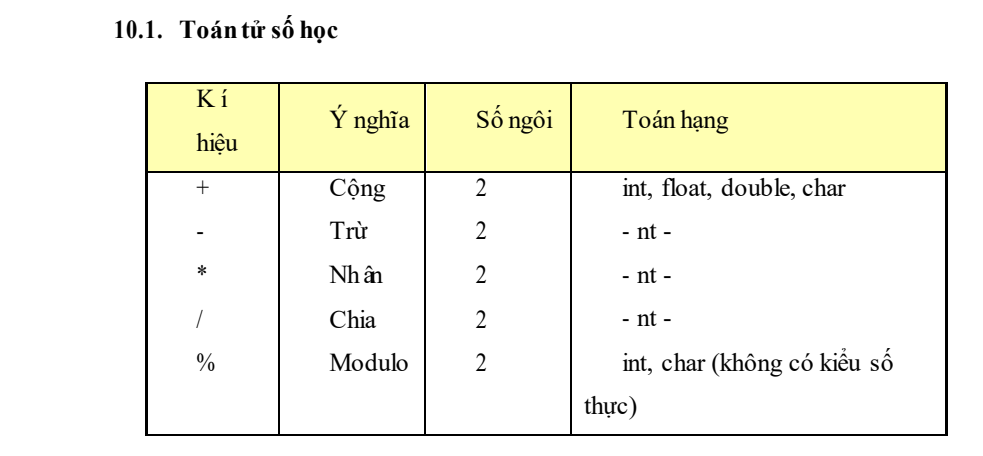 10.1. Toán tử số học
Kí
hiệu
Ý nghĩa
Số ngôi
Toán hạng
+ Cộng 2 int, float, double, char
- Trừ 2 - nt -
* Nhân 2 - nt -
/ Chia 2 - nt -
% Modulo 2 int, char (không có kiểu số
thực)